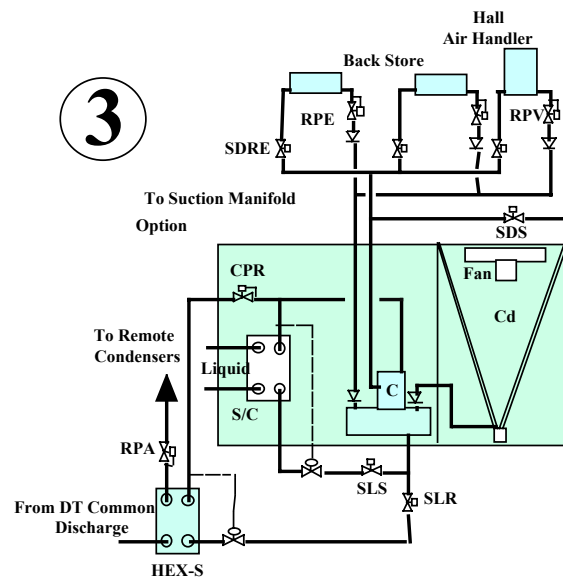 3
Hall
Air Handler
Back Store
RPE
RPV
SDRE
To Suction Manifold
Option
SDS
CPR
Fan
Cd
To Remote
Condensers
Liquid
C
S/C
RPA
SLS
SLR
From DT Common
Discharge
HEX-S